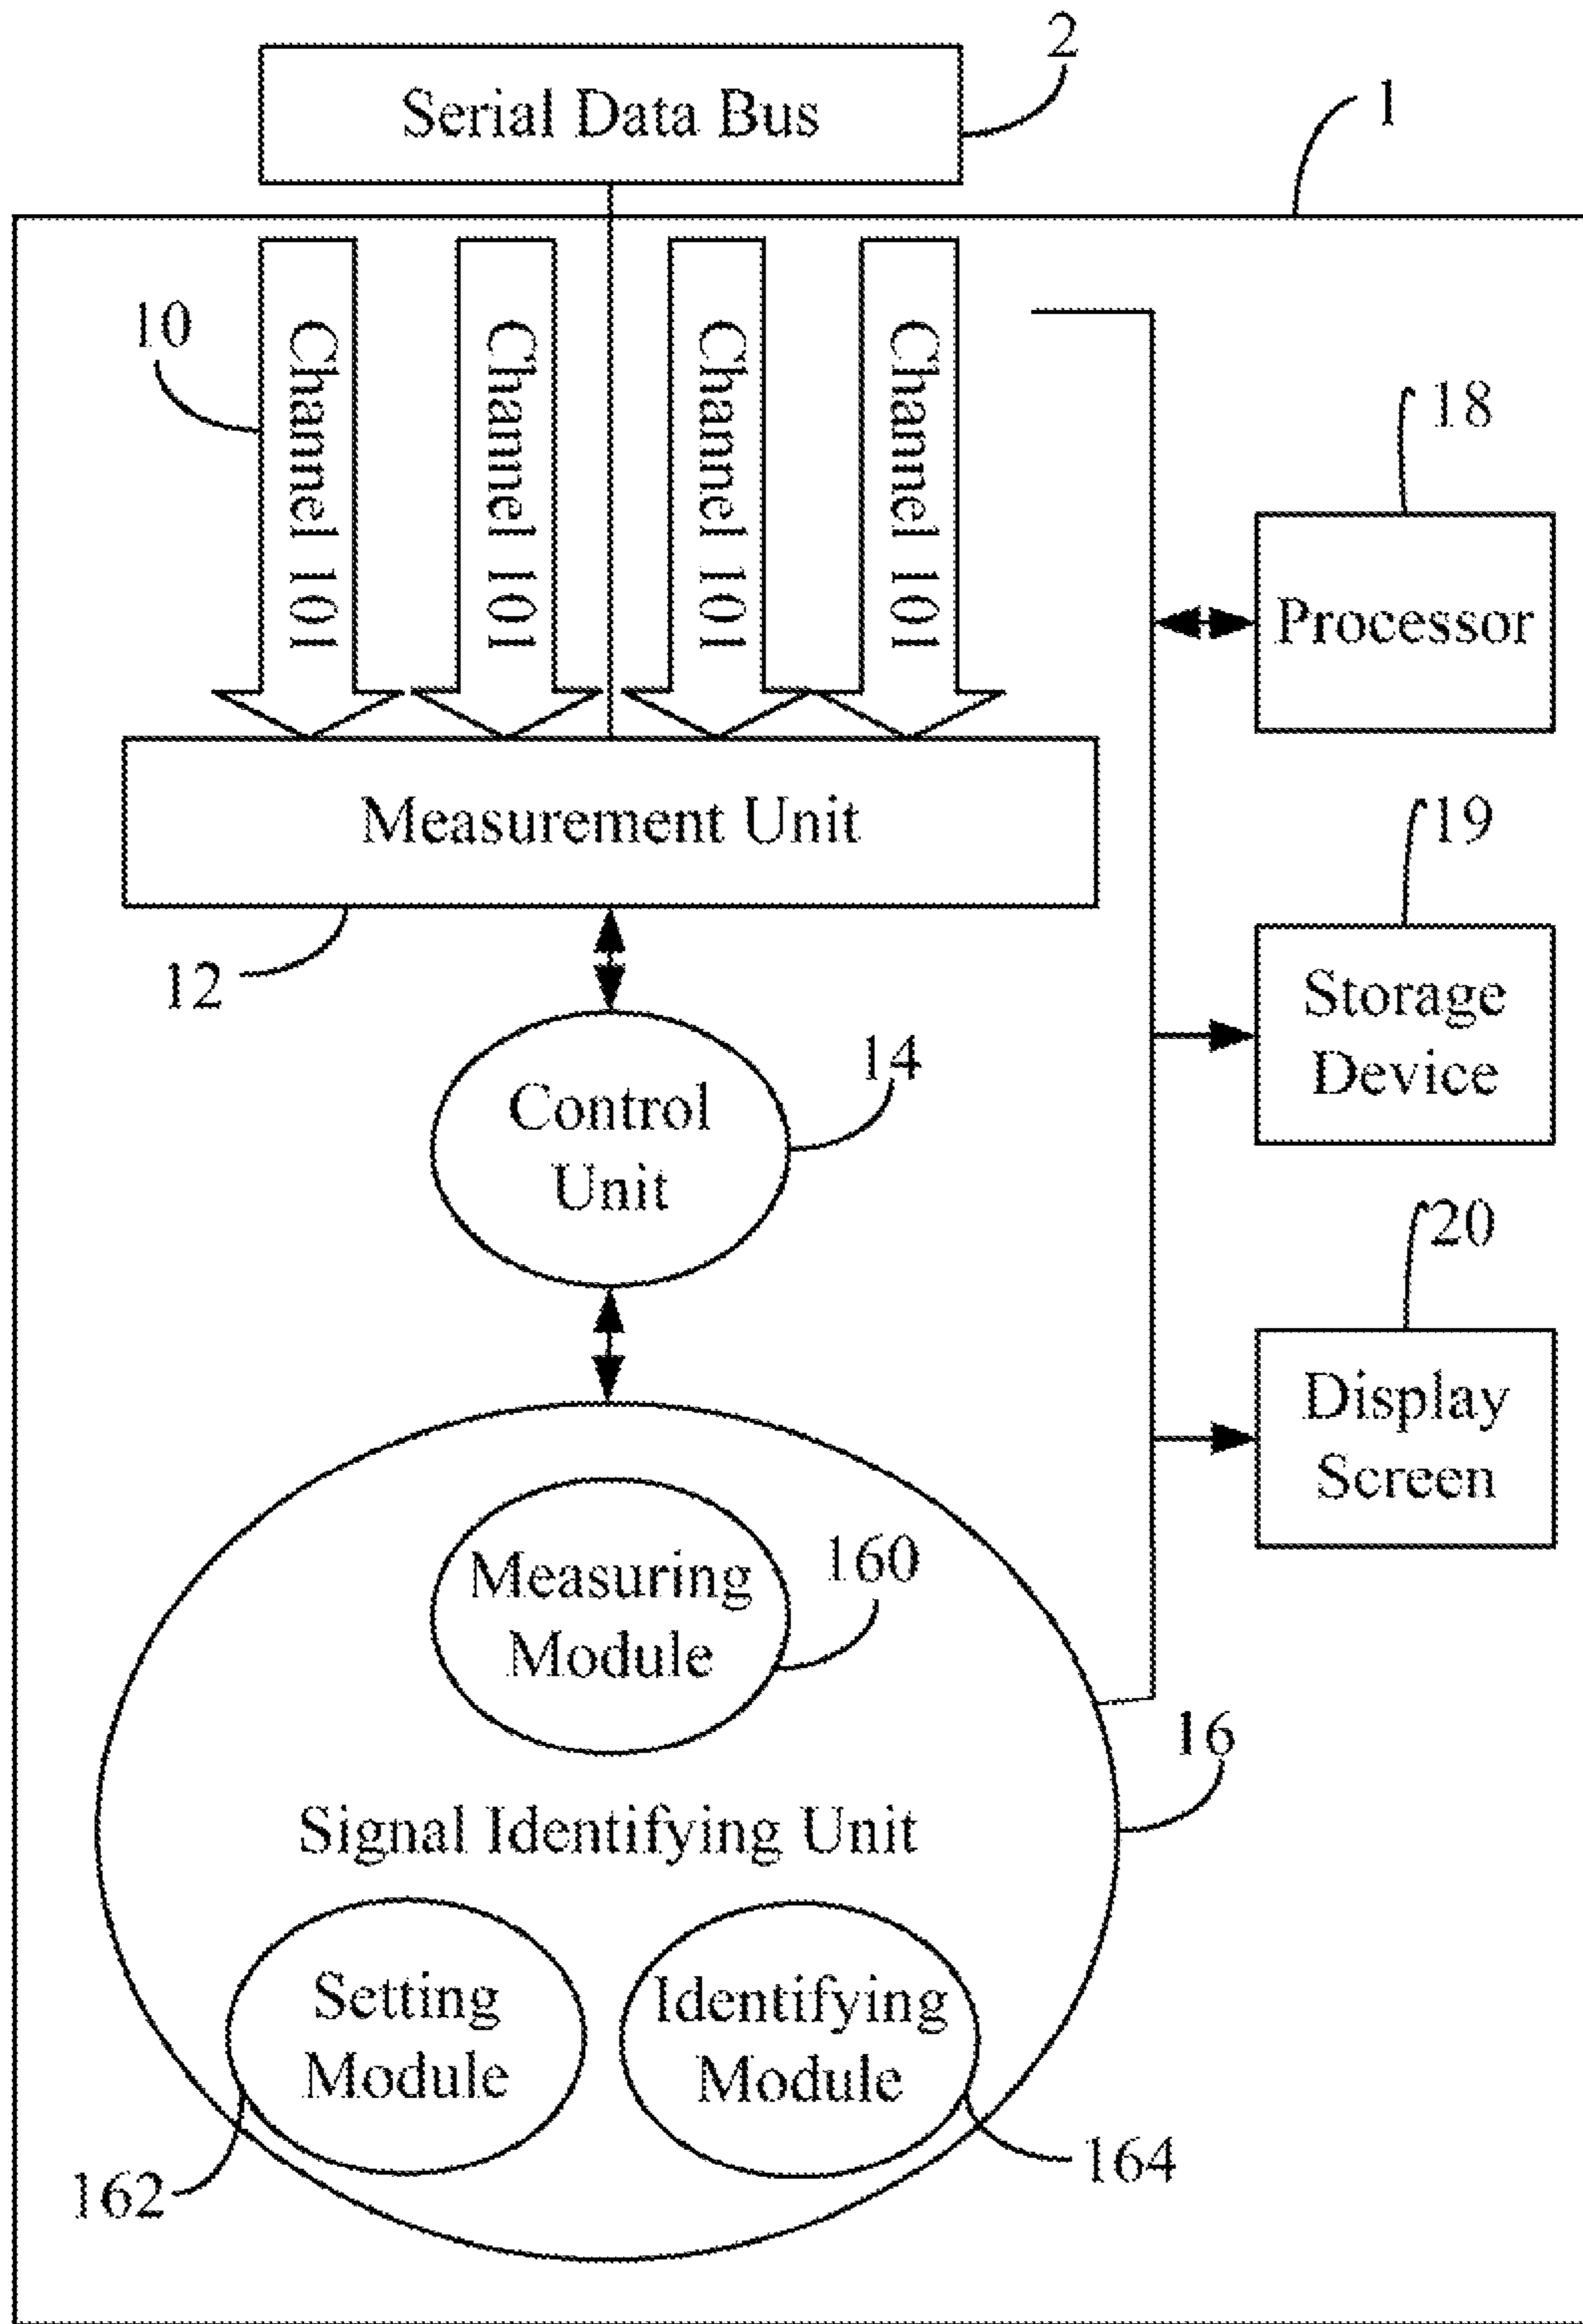 2
Serial Data Bus
1
10
Channel 101
Channel 101
Channel 101
Channel 101
18
Processor
Measurement Unit
19
12
Storage
Device
14
Control
Unit
20
Display
Screen
160
Measuring
Module
16
Signal Identifying Unit
Setting
Module
Identifying
Module
162
164